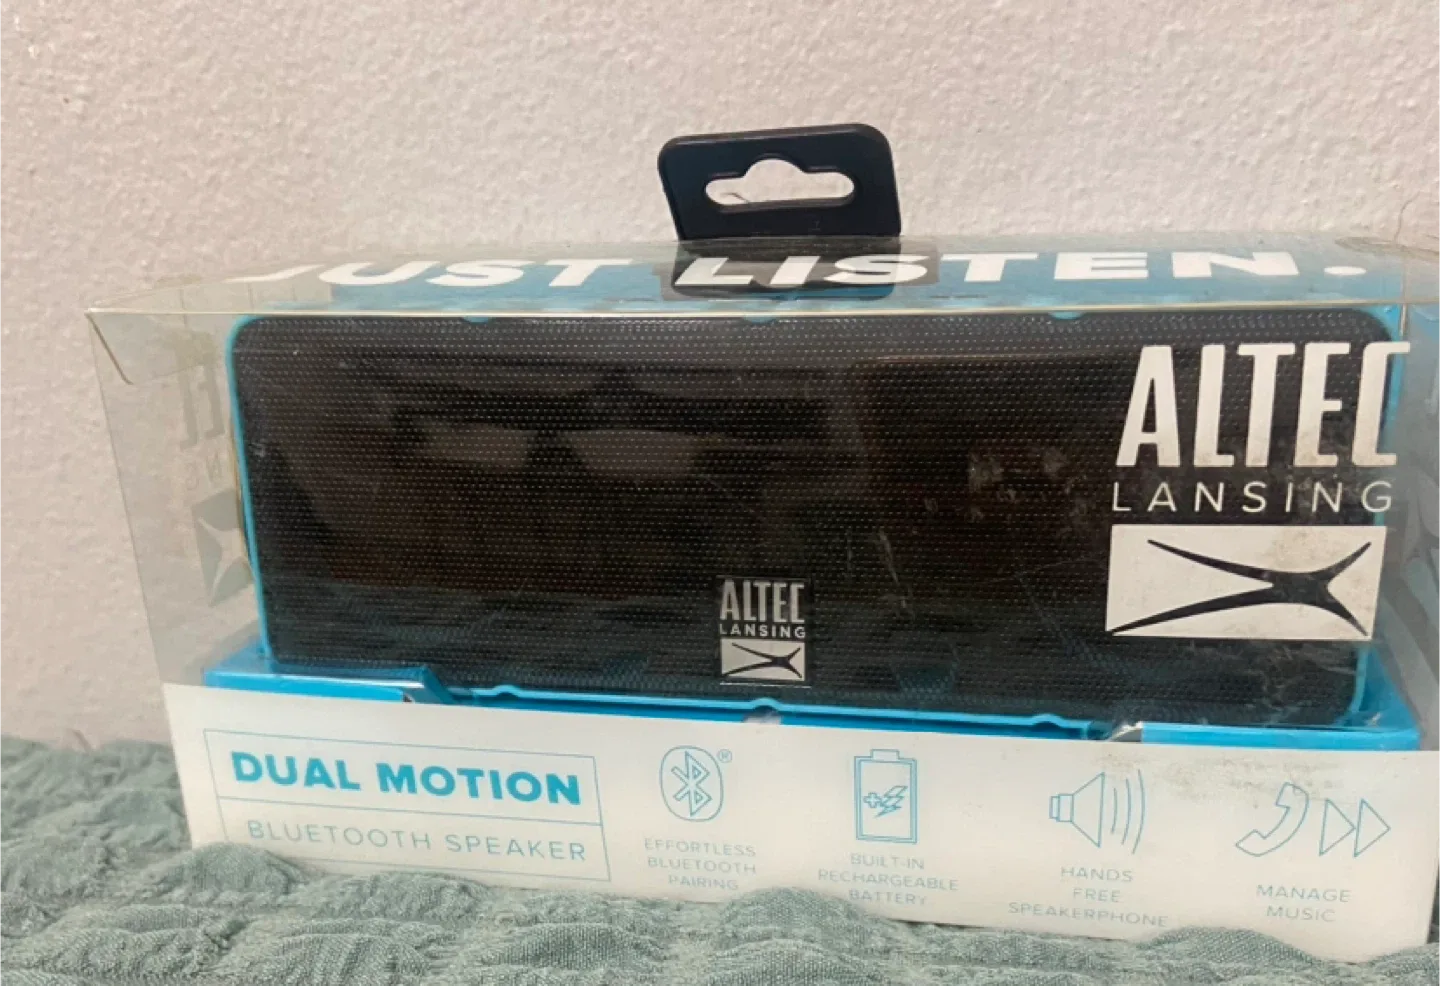 JUST LISTEN.
ALTEC
LANSING
ALTEC
LANSING
DUAL MOTION
BLUETOOTH SPEAKER
®
EFFORTLESS
BLUETOOTH
PAIRING
BUILT-IN
RECHARGEABLE
BATTERY
HANDS
FREE
SPEAKERPHONE
MANAGE
MUSIC